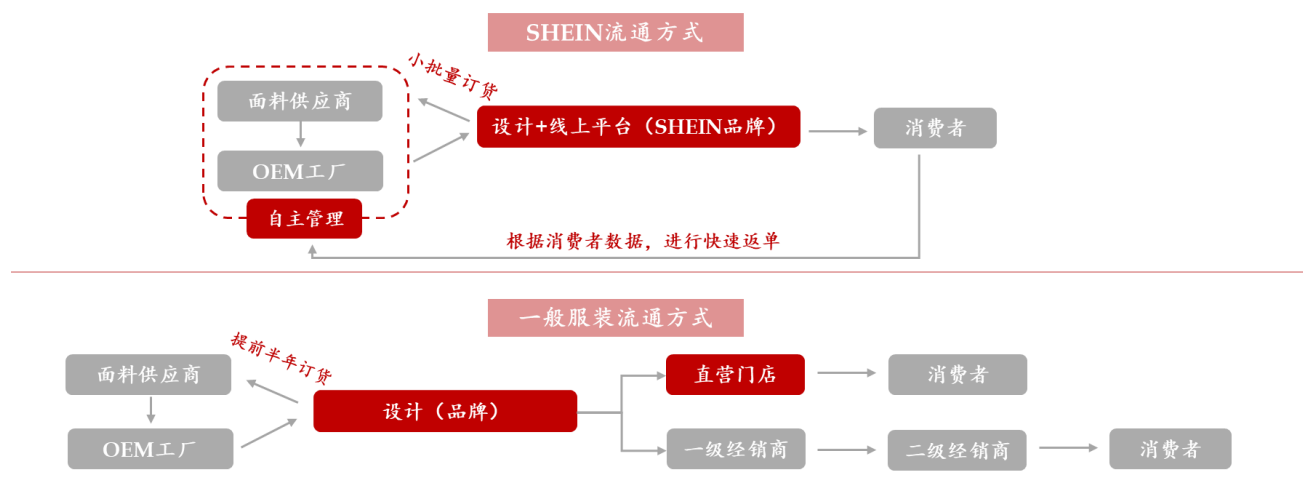 SHEIN流通方式
小批量订货
面料供应商
设计+线上平台（SHEIN品牌）
消费者
OEM工厂
自主管理
根据消费者数据，进行快速返单
一般服装流通方式
提前半年订货
面料供应商
直营门店
消费者
设计（品牌）
OEM工厂
一级经销商
二级经销商
消费者